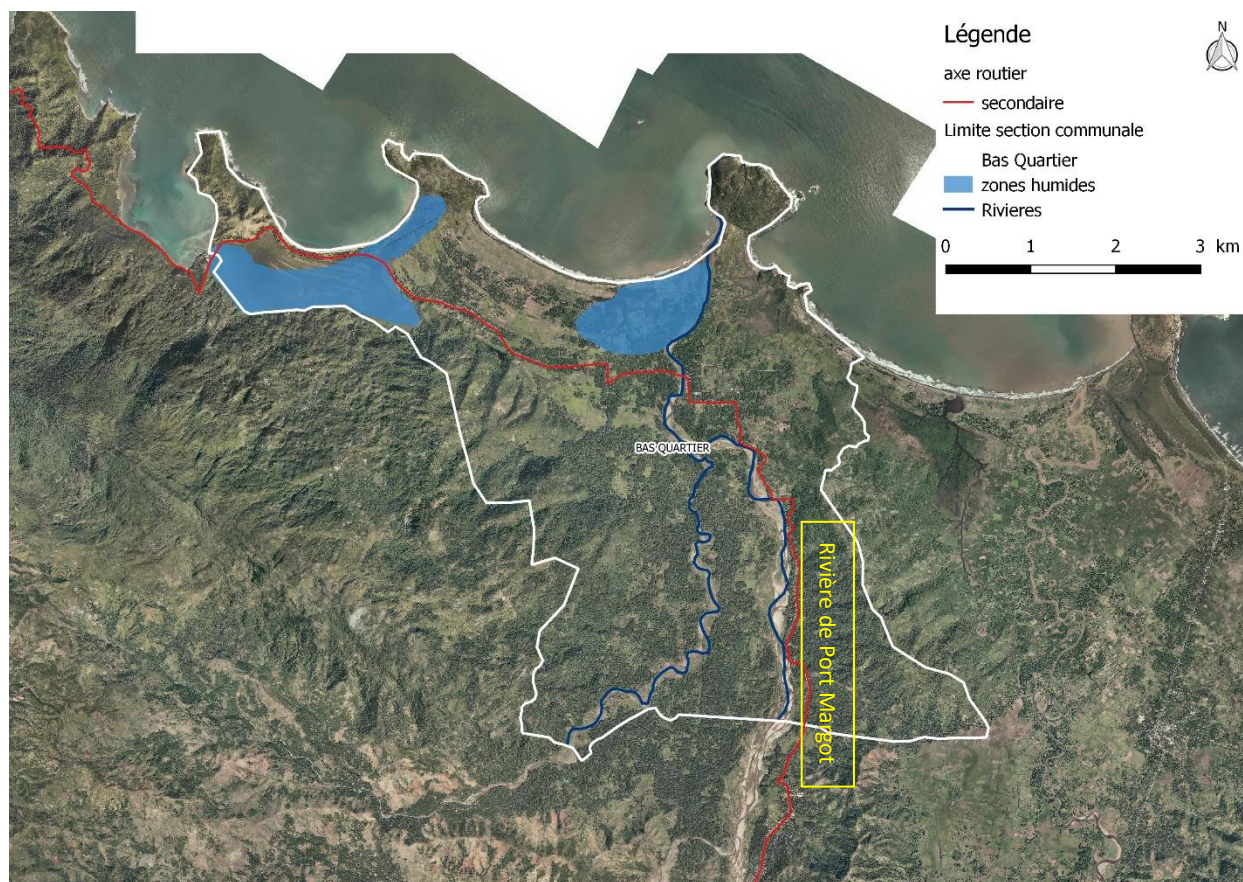 Légende
N
axe routier
secondaire
Limite section communale
Bas Quartier
zones humides
Rivieres
0 1 2 3 km
BAS QUARTIER
Rivière de Port Margot